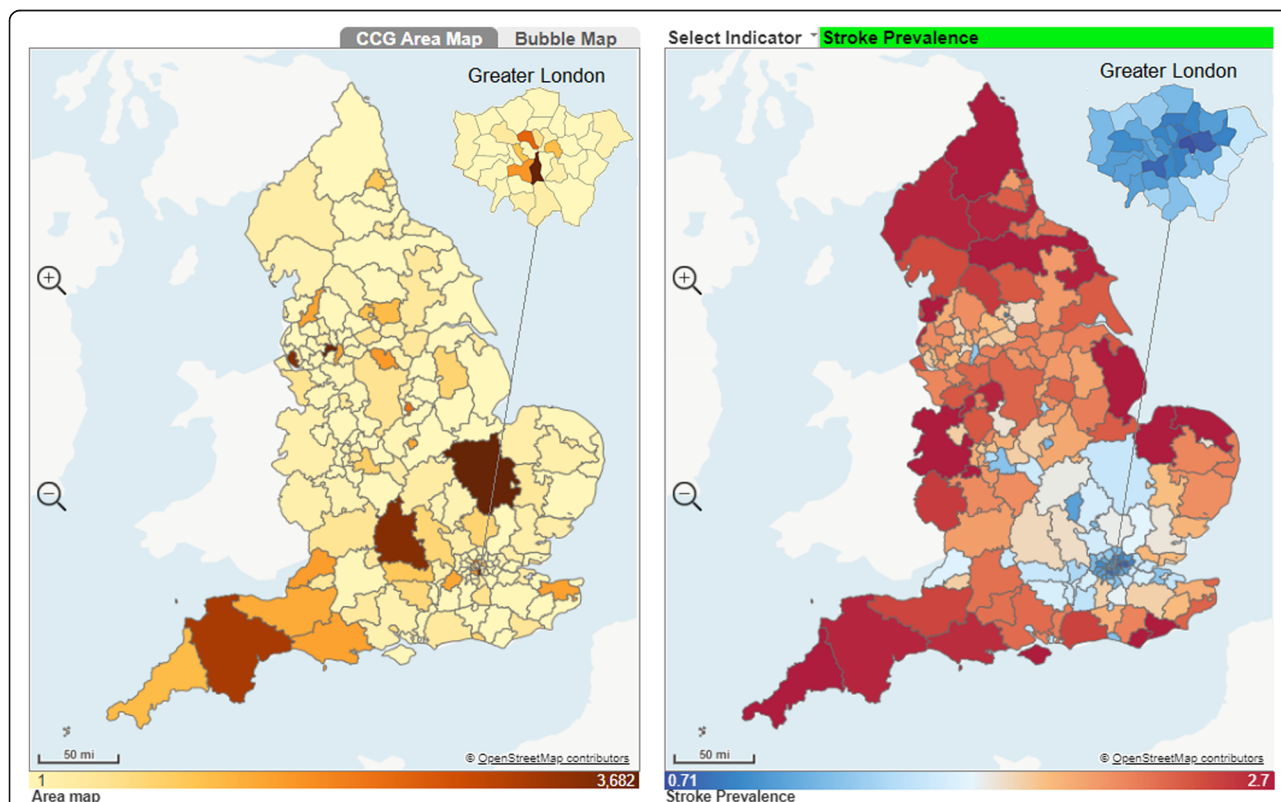 CCG Area Map Bubble Map
Greater London
50 mi
© OpenStreetMap contributors
1 3,682
Area map
Select Indicator Stroke Prevalence
Greater London
50 mi
© OpenStreetMap contributors
0.71 2.7
Stroke Prevalence